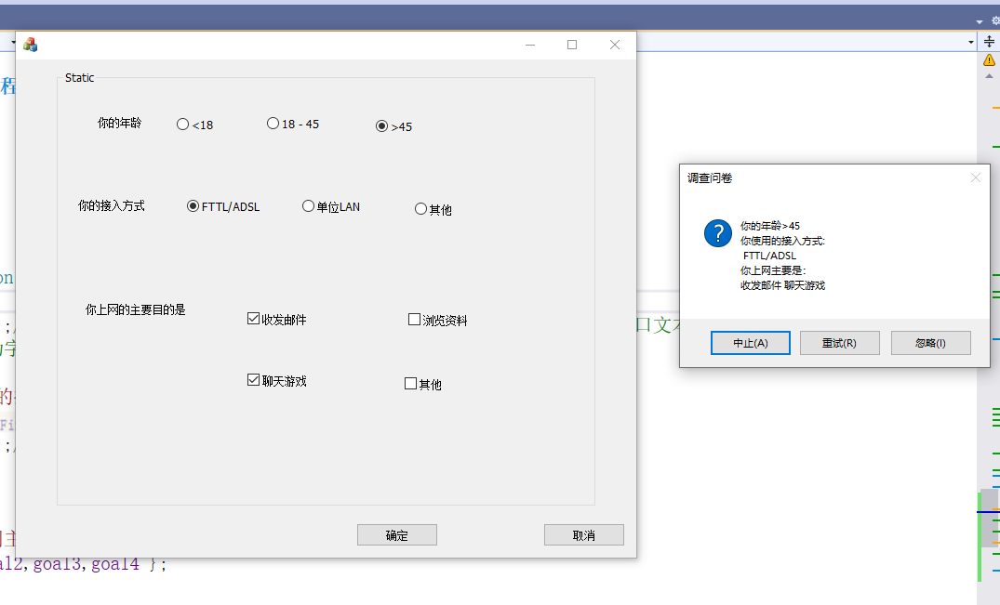 程
Static
你的年龄 <18 18 - 45 >45
调查问卷
你的接入方式 FTTL/ADSL 单位LAN 其他
你的年龄>45
你使用的接入方式:
FTTL/ADSL
你上网主要是:
收发邮件 聊天游戏
on
你上网的主要目的是 收发邮件 浏览资料
;/
口文本
中止(A) 重试(R) 忽略(I)
聊天游戏 其他
的
Fi
;/
确定 取消
al2,goal3,goal4 };